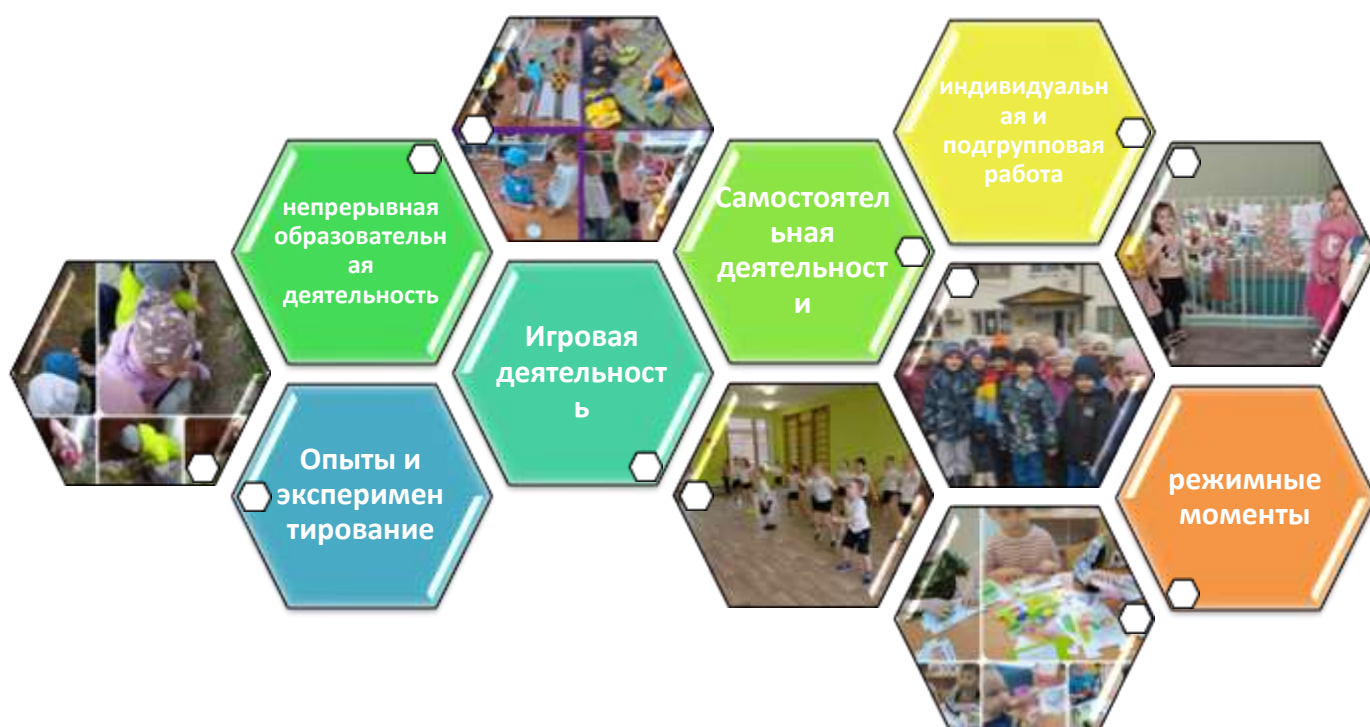 непрерывная
образовательн
ая
деятельность
Опыты и
эксперимен
тирование
Игровая
деятельност
ь
Самостоятел
ьная
деятельност
и
индивидуальн
ая и
подгрупповая
работа
режимные
моменты